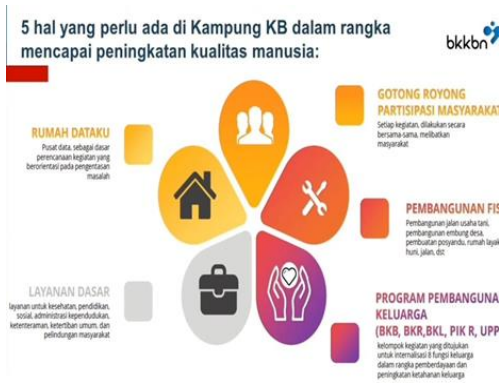 5 hal yang perlu ada di Kampung KB dalam rangka
mencapai peningkatan kualitas manusia:
bkkbn
GOTONG ROYONG
PARTISIPASI MASYARAKAT
Setiap kegiatan, dilakukan secara
bersama-sama, melibatkan
masyarakat
RUMAH DATAKU
Pusat data, sebagai dasar
perencanaan kegiatan yang
berorientasi pada pengentasan
masalah
PEMBANGUNAN FIS
Pembangunan jalan usaha tani,
pembangunan embung desa,
pembuatan posyandu, rumah layak
huni, jalan, dst
LAYANAN DASAR
layanan untuk kesehatan, pendidikan,
sosial, administrasi kependudukan,
ketenteraman, ketertiban umum, dan
pelindungan masyarakat
PROGRAM PEMBANGUNA
KELUARGA
(BKB, BKR,BKL, PIK R, UPP
kelompok kegiatan yang ditujukan
untuk internalisasi 8 fungsi keluarga
dalam rangka pemberdayaan dan
peningkatan ketahanan keluarga